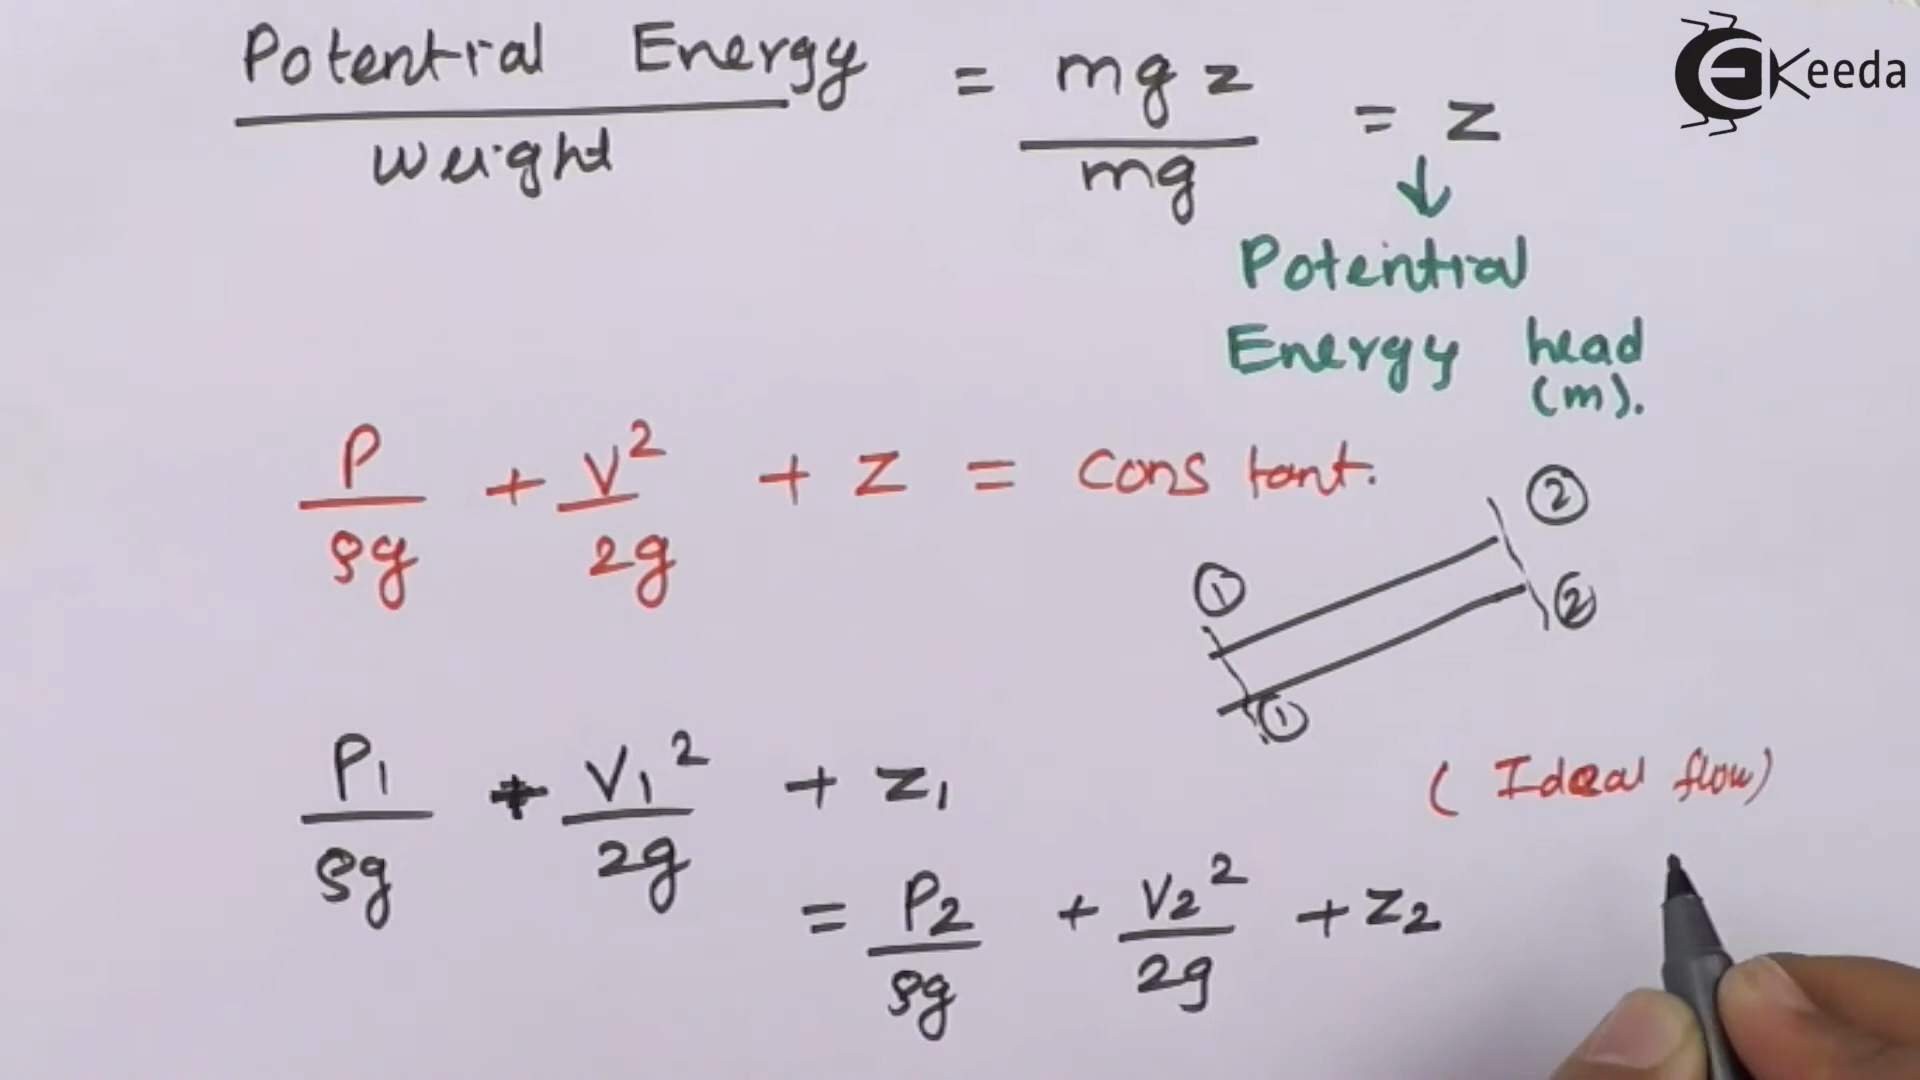 Potential Energy / Weight = mgz / mg = z
↓
Potential
Energy head
(m).
P / ρg + V² / 2g + z = constant.
②
①
②
①
P₁ / ρg + V₁² / 2g + z₁
(Ideal flow)
= P₂ / ρg + V₂² / 2g + z₂
EKeeda